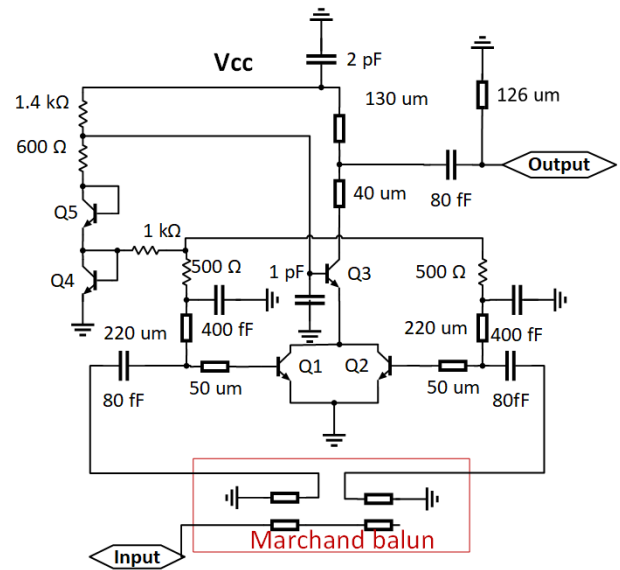 Vcc
2 pF
1.4 kΩ
130 um
126 um
600 Ω
Output
40 um
80 fF
Q5
1 kΩ
Q4
500 Ω
1 pF
Q3
500 Ω
220 um
400 fF
220 um
400 fF
Q1
Q2
80 fF
50 um
50 um
80fF
Marchand balun
Input